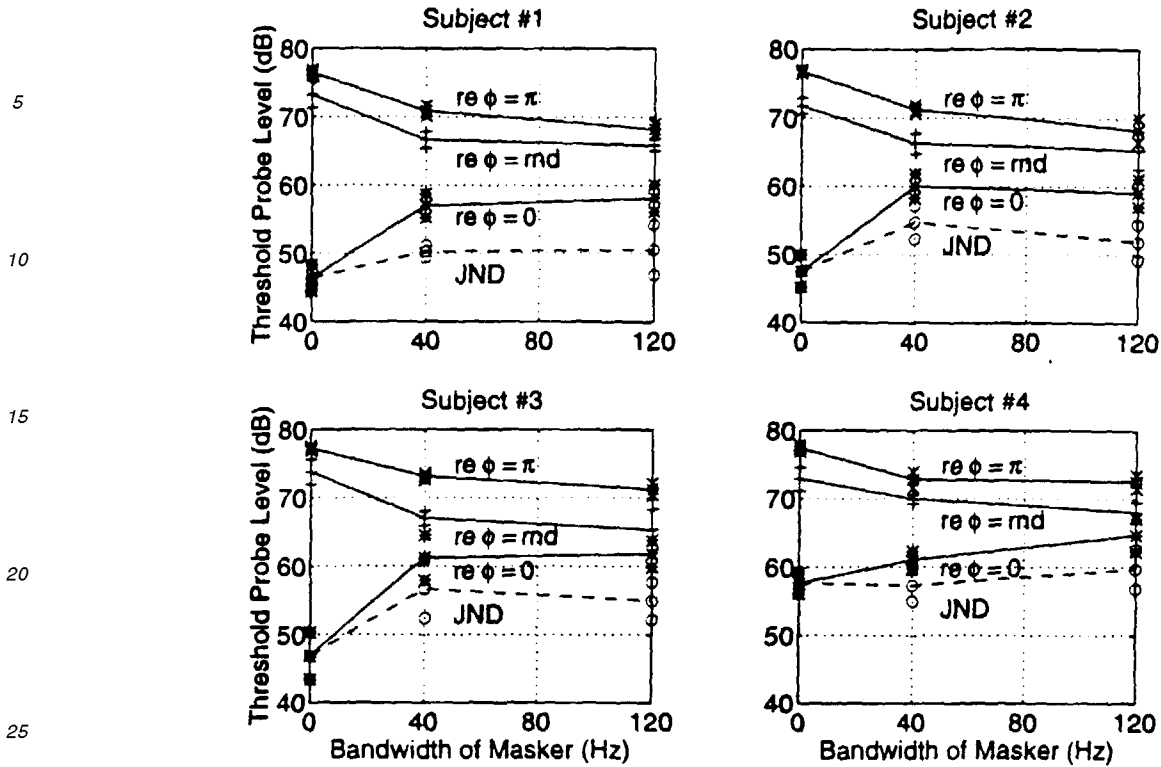 Subject #1
Threshold Probe Level (dB)
80
70
60
50
40
re ϕ = π
re ϕ = rnd
re ϕ = 0
JND
0
40
80
120
Subject #2
80
70
60
50
40
re ϕ = π
re ϕ = rnd
re ϕ = 0
JND
0
40
80
120
5
10
15
20
25
Subject #3
Threshold Probe Level (dB)
80
70
60
50
40
re ϕ = π
re ϕ = rnd
re ϕ = 0
JND
0
40
80
120
Bandwidth of Masker (Hz)
Subject #4
80
70
60
50
40
re ϕ = π
re ϕ = rnd
re ϕ = 0
JND
0
40
80
120
Bandwidth of Masker (Hz)